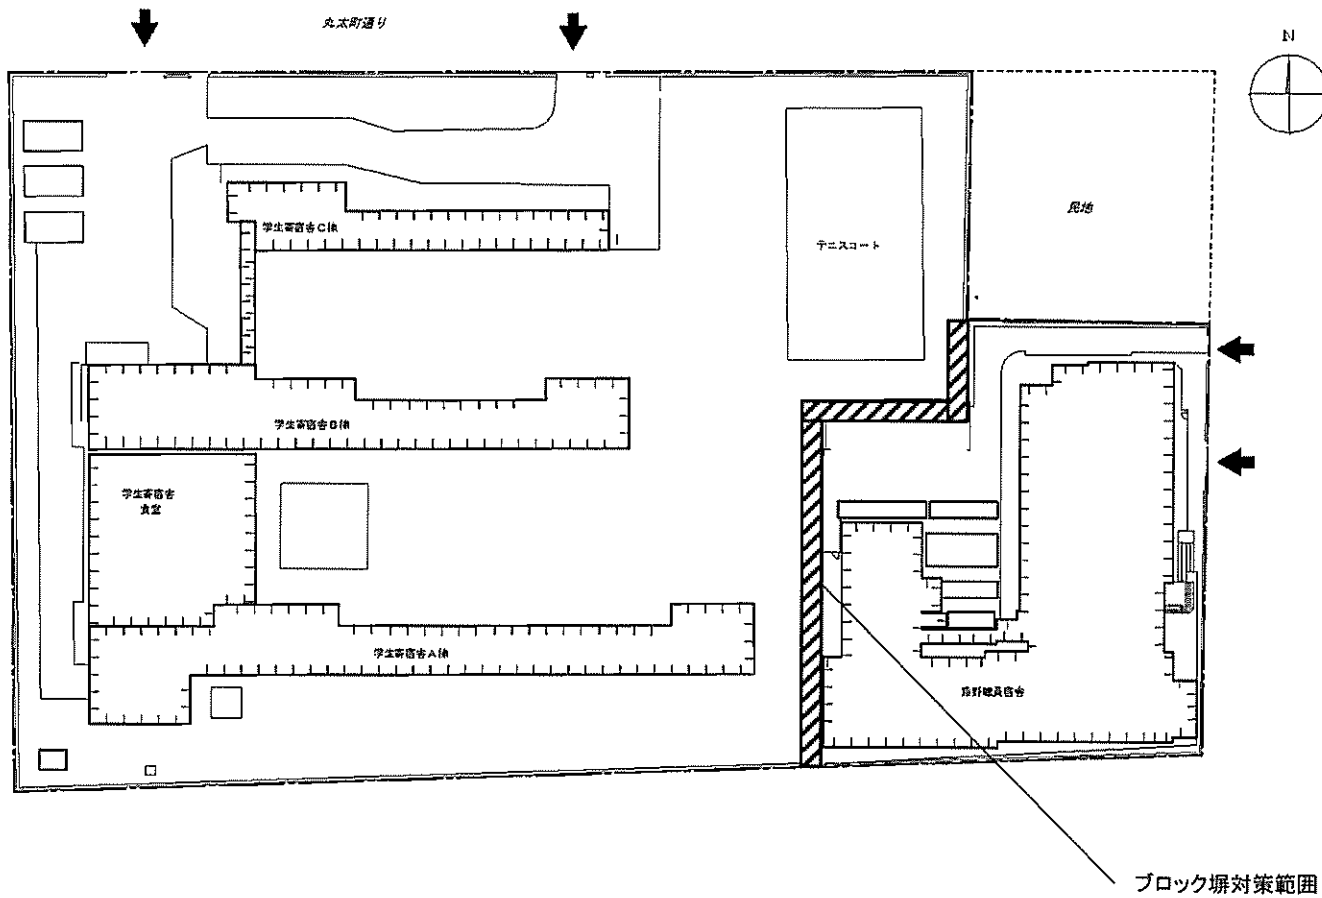 丸太町通り
N
民地
学生寄宿舎C棟
テニスコート
学生寄宿舎B棟
学生寄宿舎
食堂
学生寄宿舎A棟
熊野職員宿舎
ブロック塀対策範囲